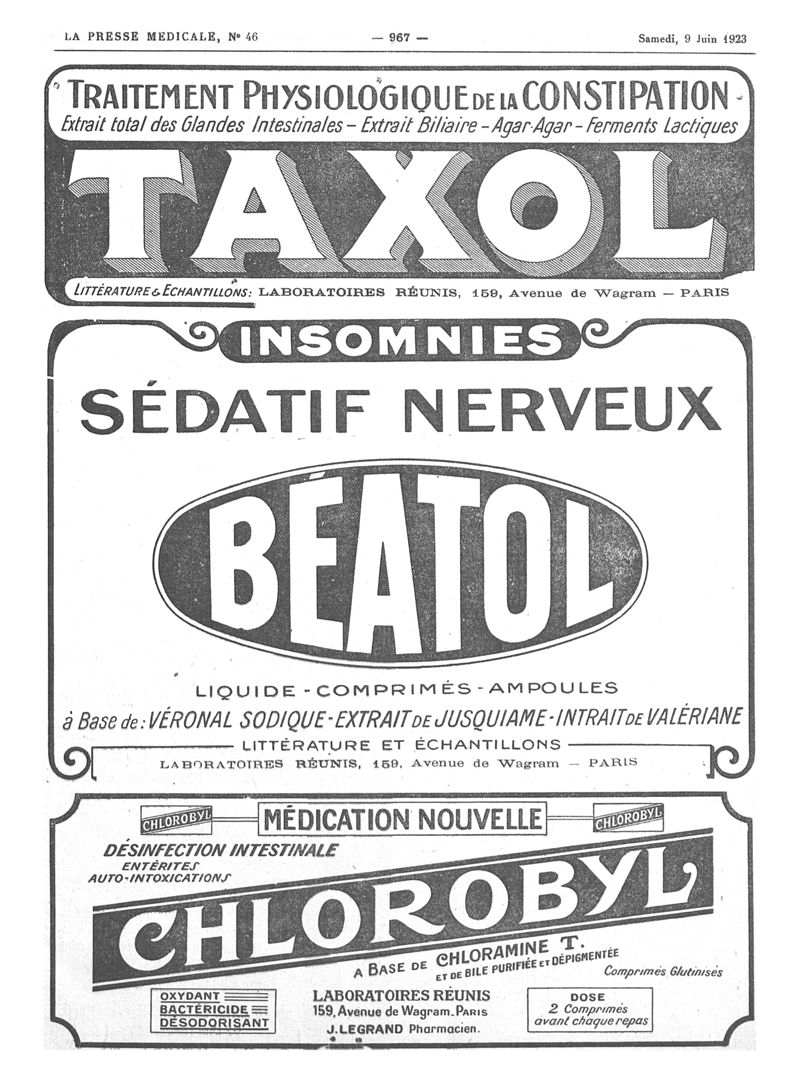 LA PRESSE MEDICALE, N° 46 — 967 — Samedi, 9 Juin 1923
TRAITEMENT PHYSIOLOGIQUE DE LA CONSTIPATION
Extrait total des Glandes Intestinales – Extrait Biliaire – Agar-Agar – Ferments Lactiques
TAXOL
LITTÉRATURE & ECHANTILLONS: LABORATOIRES RÉUNIS, 159, Avenue de Wagram — PARIS
INSOMNIES
SÉDATIF NERVEUX
BÉATOL
LIQUIDE - COMPRIMÉS - AMPOULES
à Base de: VÉRONAL SODIQUE - EXTRAIT DE JUSQUIAME - INTRAIT DE VALÉRIANE
LITTÉRATURE ET ÉCHANTILLONS
LABORATOIRES RÉUNIS, 159, Avenue de Wagram — PARIS
CHLOROBYL MÉDICATION NOUVELLE CHLOROBYL
DÉSINFECTION INTESTINALE
ENTÉRITES
AUTO-INTOXICATIONS
CHLOROBYL
A BASE DE CHLORAMINE T.
ET DE BILE PURIFIÉE ET DÉPIGMENTÉE
Comprimés Glutinisés
OXYDANT
BACTÉRICIDE
DÉSODORISANT
LABORATOIRES RÉUNIS
159, Avenue de Wagram_PARIS
J. LEGRAND Pharmacien.
DOSE
2 Comprimés
avant chaque repas